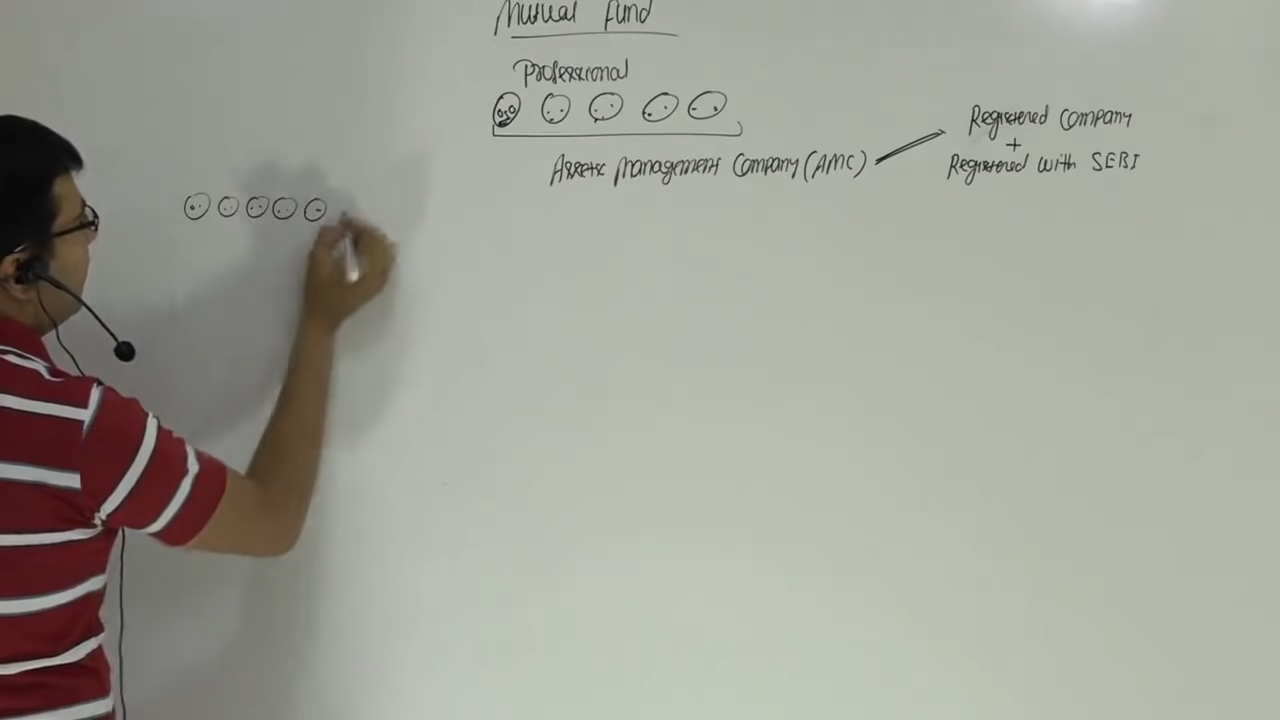 Mutual Fund
Professional
Assets Management Company (AMC)
Registered Company
+
Registered with SEBI